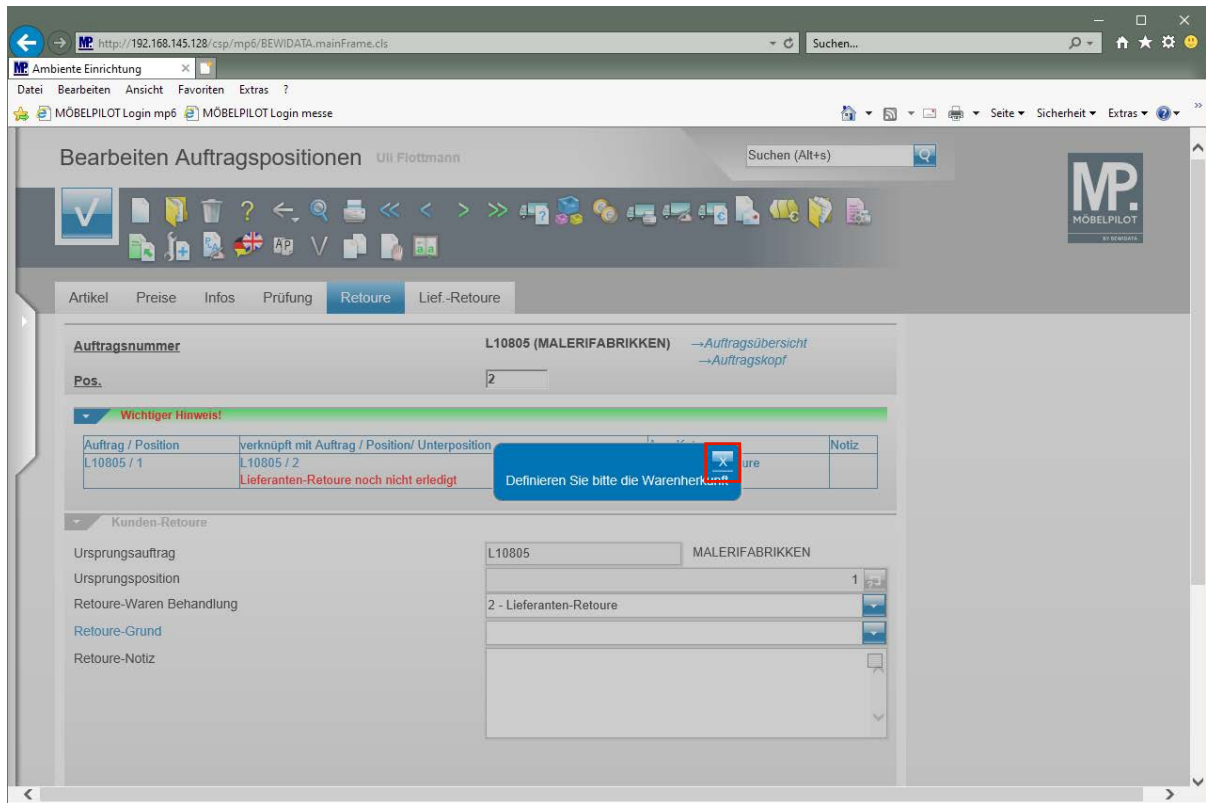 http://192.168.145.128/csp/mp6/BEWIDATA.mainFrame.cls
Suchen...
MP. Ambiente Einrichtung
Datei Bearbeiten Ansicht Favoriten Extras ?
MÖBELPILOT Login mp6 MÖBELPILOT Login messe
Seite Sicherheit Extras
Bearbeiten Auftragspositionen Uli Flottmann
Suchen (Alt+s)
MP.
MÖBELPILOT
BY BEWIDATA
Artikel Preise Infos Prüfung Retoure Lief.-Retoure
Auftragsnummer L10805 (MALERIFABRIKKEN) →Auftragsübersicht
→Auftragskopf
Pos. 2
Wichtiger Hinweis!
Auftrag / Position verknüpft mit Auftrag / Position/ Unterposition Notiz
L10805 / 1 L10805 / 2
Lieferanten-Retoure noch nicht erledigt
X
Definieren Sie bitte die Warenherkunft
Kunden-Retoure
Ursprungsauftrag L10805 MALERIFABRIKKEN
Ursprungsposition 1
Retoure-Waren Behandlung 2 - Lieferanten-Retoure
Retoure-Grund
Retoure-Notiz